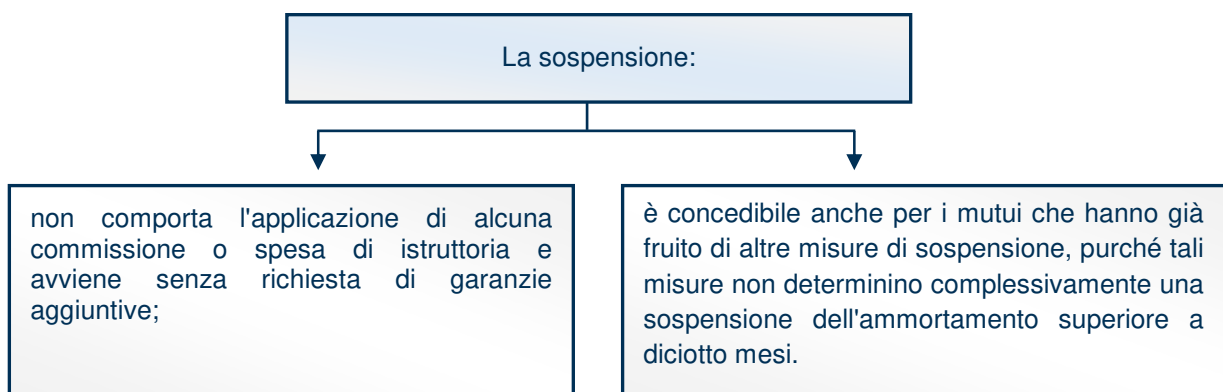 La sospensione:
non comporta l'applicazione di alcuna
commissione o spesa di istruttoria e
avviene senza richiesta di garanzie
aggiuntive;
è concedibile anche per i mutui che hanno già
fruito di altre misure di sospensione, purché tali
misure non determinino complessivamente una
sospensione dell'ammortamento superiore a
diciotto mesi.